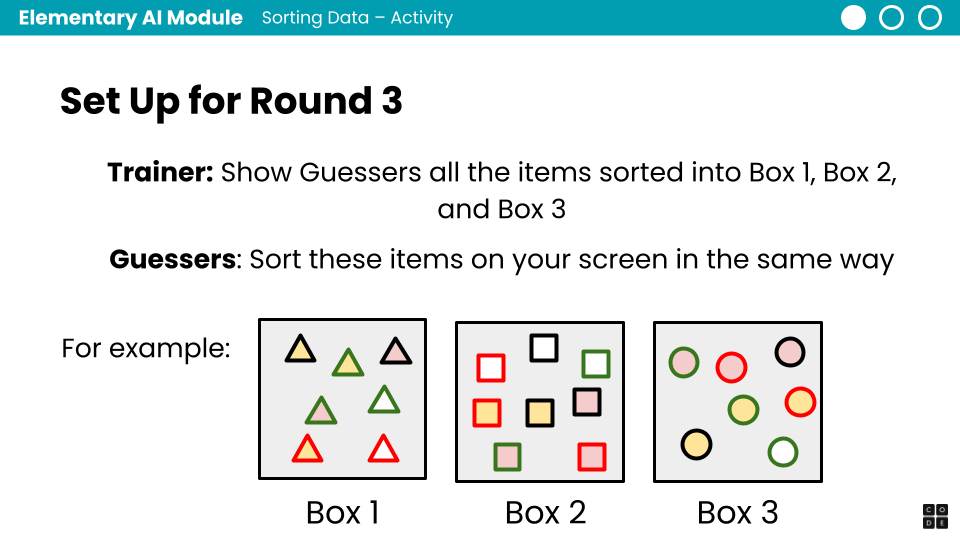 Elementary AI Module Sorting Data – Activity
Set Up for Round 3
Trainer: Show Guessers all the items sorted into Box 1, Box 2,
and Box 3
Guessers: Sort these items on your screen in the same way
For example:
Box 1 Box 2 Box 3
C O
D E